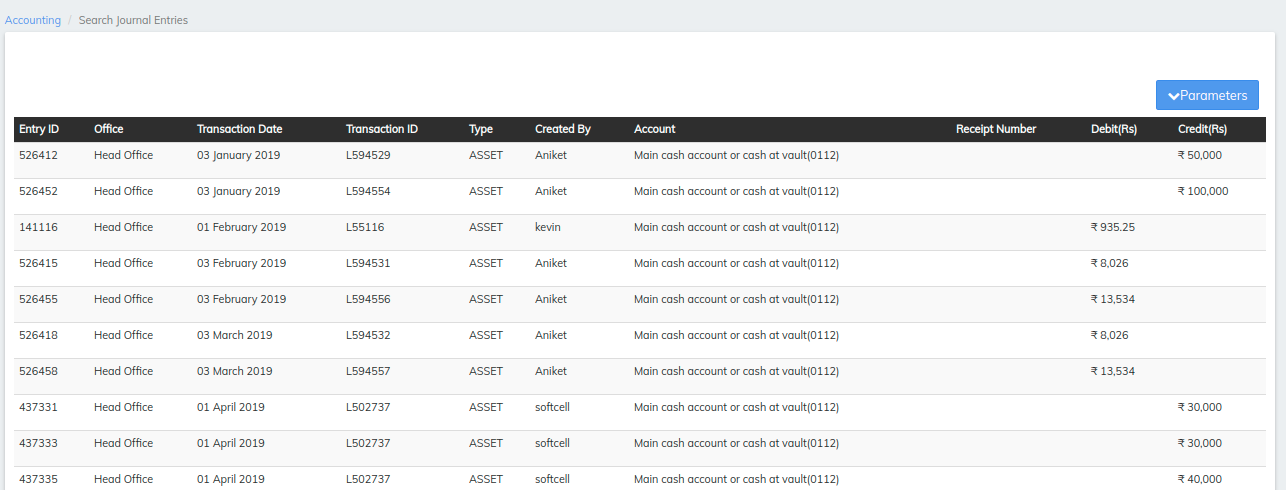 Accounting / Search Journal Entries
Parameters
Entry ID Office Transaction Date Transaction ID Type Created By Account Receipt Number Debit(Rs) Credit(Rs)
526412 Head Office 03 January 2019 L594529 ASSET Aniket Main cash account or cash at vault(0112) ₹ 50,000
526452 Head Office 03 January 2019 L594554 ASSET Aniket Main cash account or cash at vault(0112) ₹ 100,000
141116 Head Office 01 February 2019 L55116 ASSET kevin Main cash account or cash at vault(0112) ₹ 935.25
526415 Head Office 03 February 2019 L594531 ASSET Aniket Main cash account or cash at vault(0112) ₹ 8,026
526455 Head Office 03 February 2019 L594556 ASSET Aniket Main cash account or cash at vault(0112) ₹ 13,534
526418 Head Office 03 March 2019 L594532 ASSET Aniket Main cash account or cash at vault(0112) ₹ 8,026
526458 Head Office 03 March 2019 L594557 ASSET Aniket Main cash account or cash at vault(0112) ₹ 13,534
437331 Head Office 01 April 2019 L502737 ASSET softcell Main cash account or cash at vault(0112) ₹ 30,000
437333 Head Office 01 April 2019 L502737 ASSET softcell Main cash account or cash at vault(0112) ₹ 30,000
437335 Head Office 01 April 2019 L502737 ASSET softcell Main cash account or cash at vault(0112) ₹ 40,000